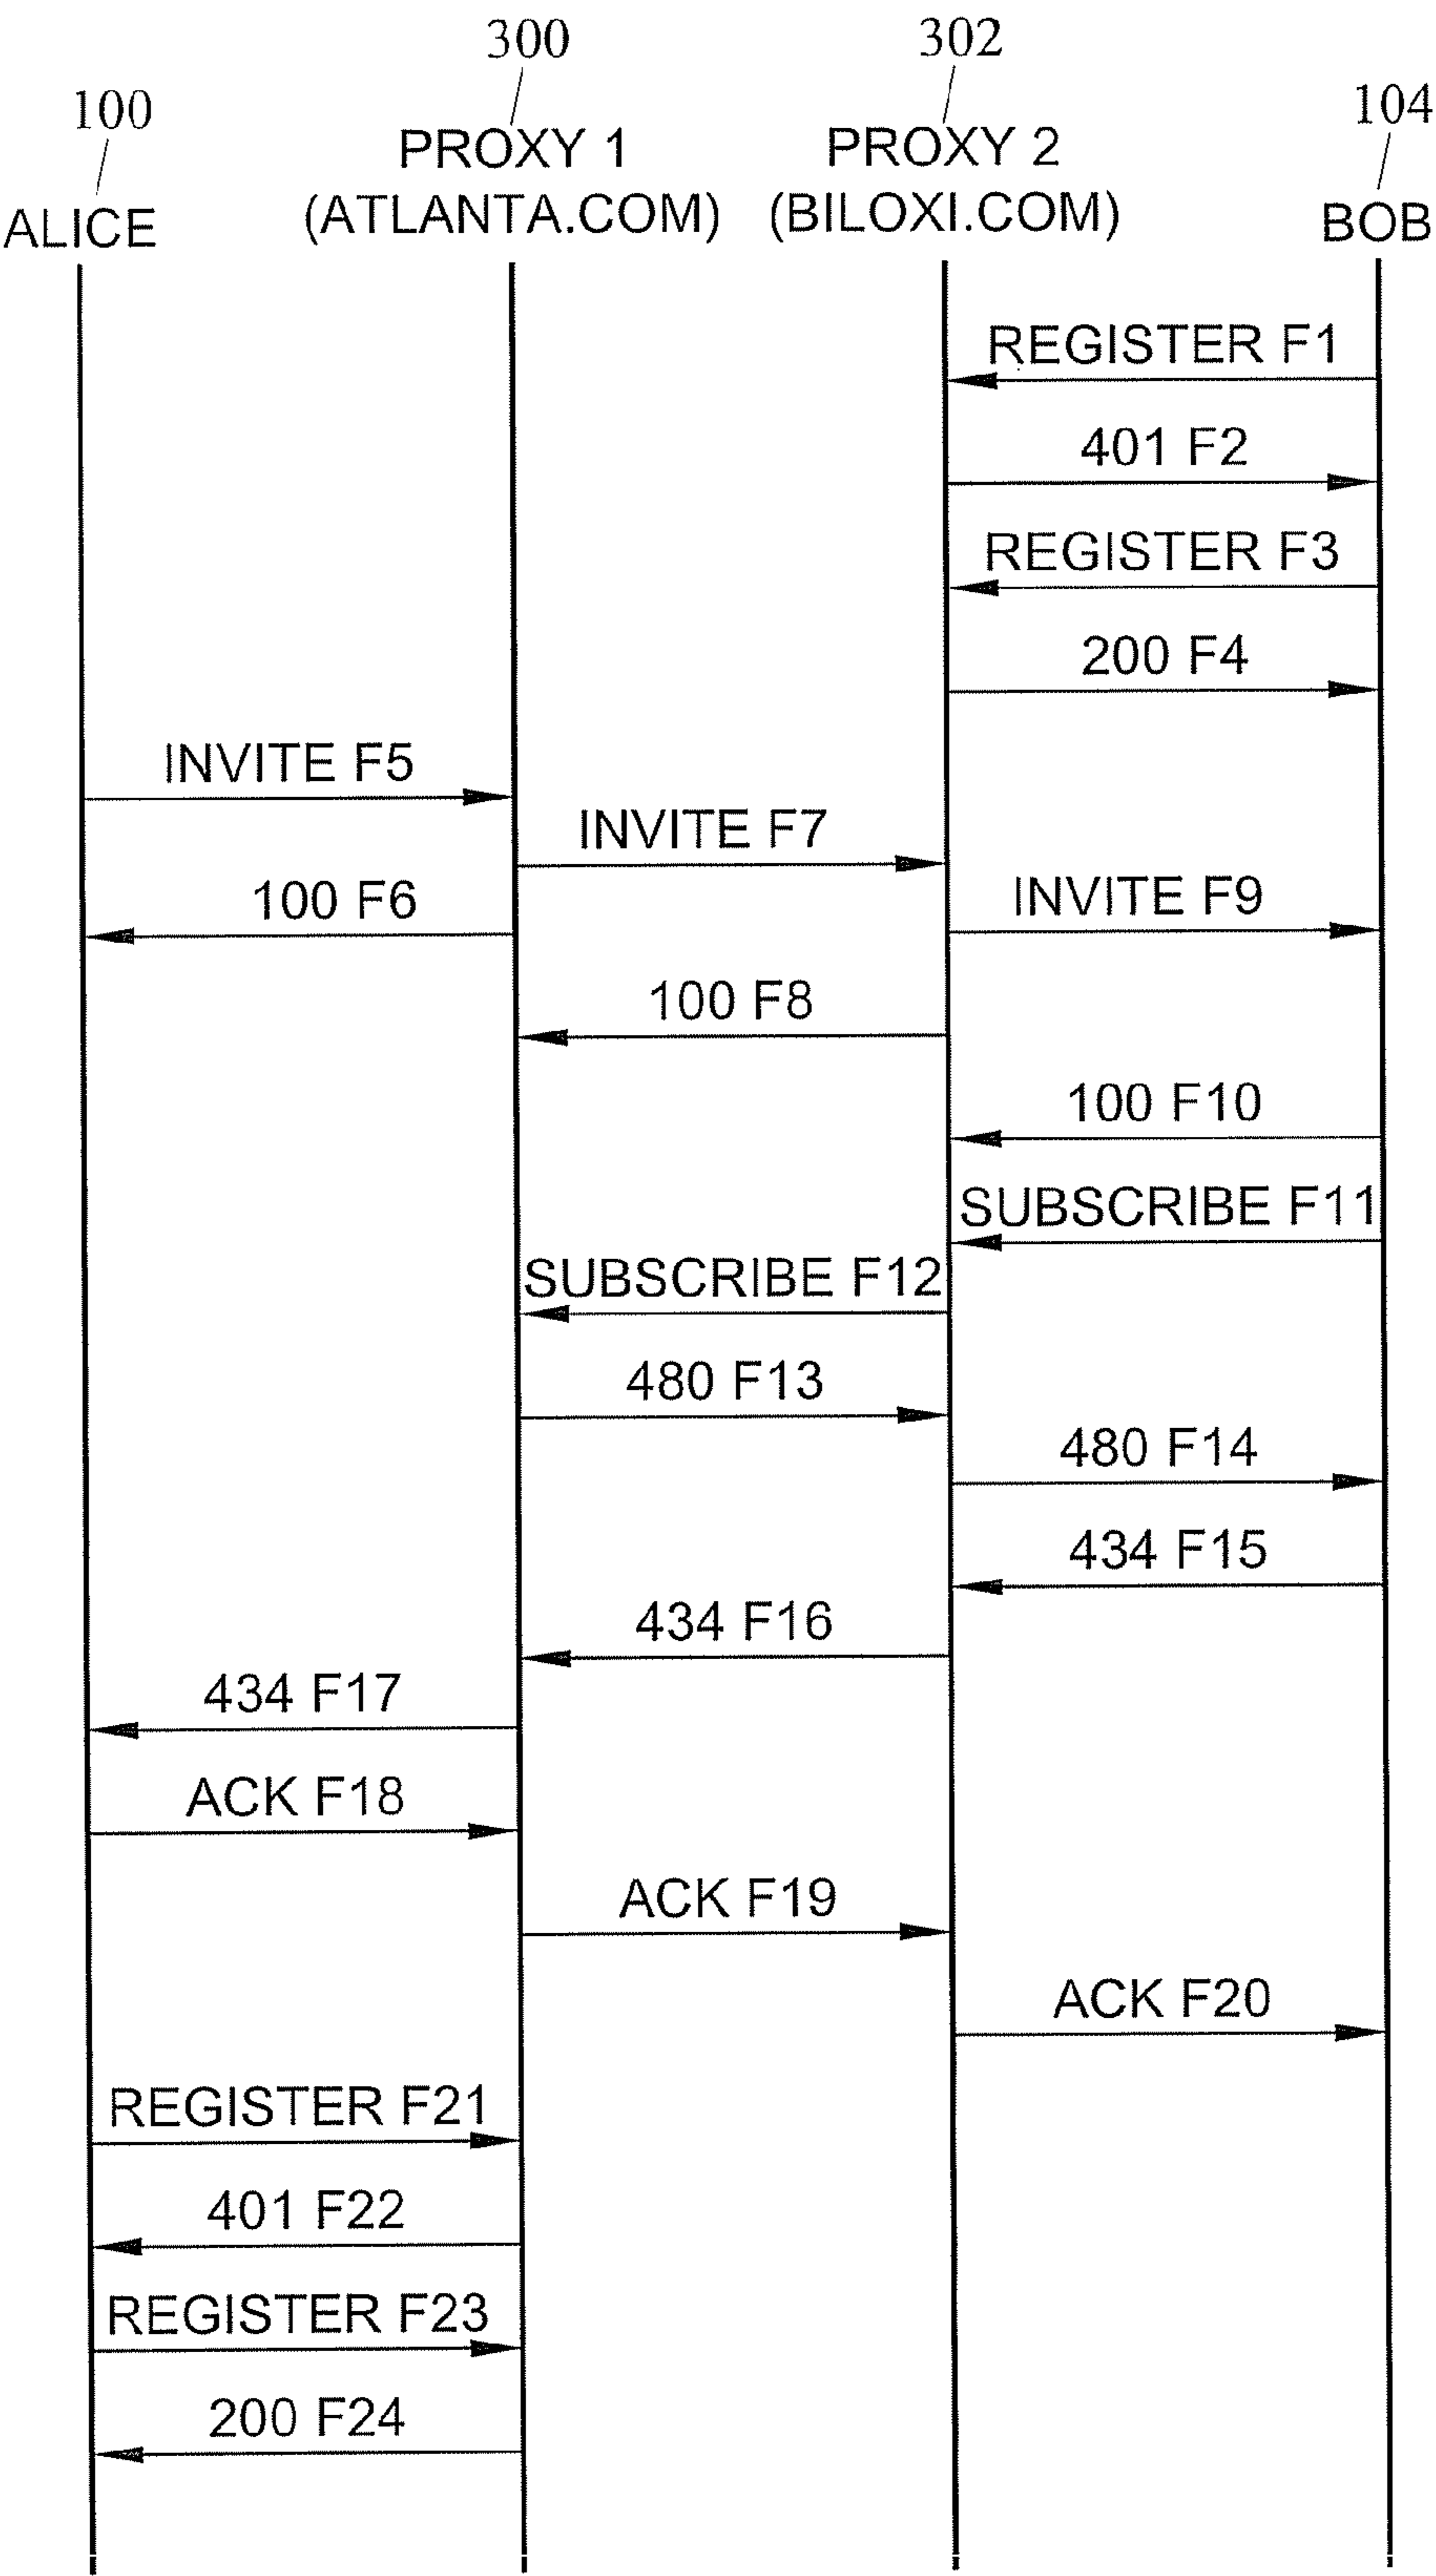 300
302
100
104
PROXY 1
PROXY 2
(ATLANTA.COM)
(BILOXI.COM)
ALICE
BOB
REGISTER F1
401 F2
REGISTER F3
200 F4
INVITE F5
INVITE F7
100 F6
INVITE F9
100 F8
100 F10
SUBSCRIBE F11
SUBSCRIBE F12
480 F13
480 F14
434 F15
434 F16
434 F17
ACK F18
ACK F19
ACK F20
REGISTER F21
401 F22
REGISTER F23
200 F24